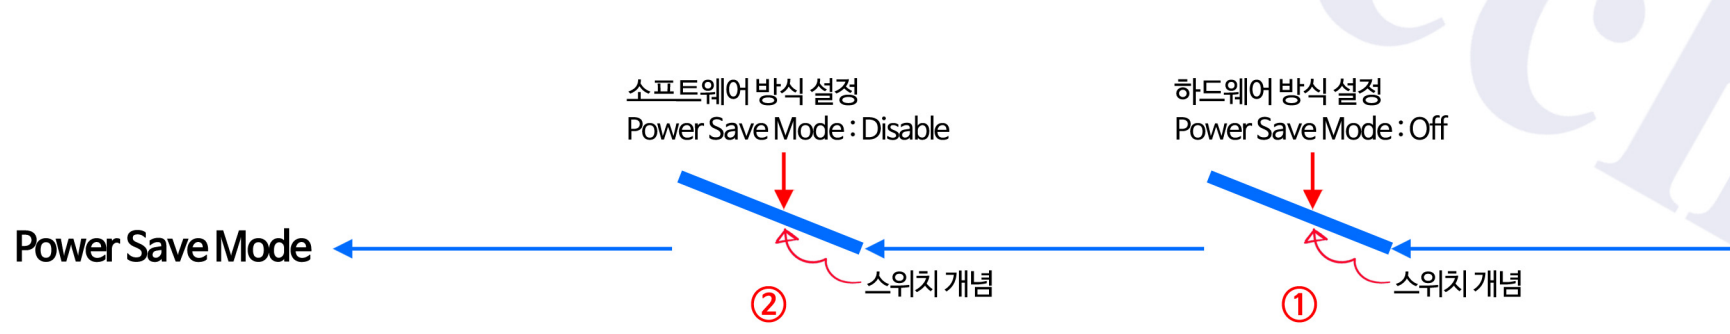 소프트웨어 방식 설정
Power Save Mode : Disable
하드웨어 방식 설정
Power Save Mode : Off
Power Save Mode
스위치 개념
스위치 개념
②
①